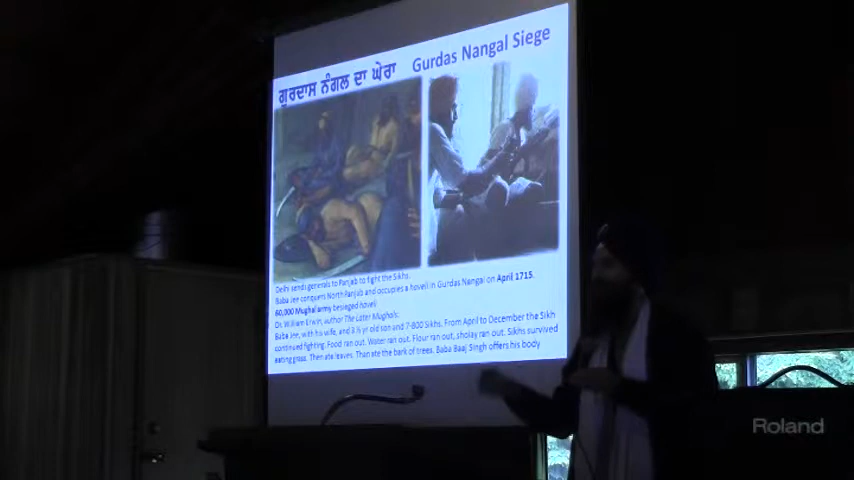 ਗੁਰਦਾਸ ਨੰਗਲ ਦਾ ਘੇਰਾ Gurdas Nangal Siege
Delhi sends generals to Panjab to fight the Sikhs.
Baba Jee conquers North Panjab and occupies a haveli in Gurdas Nangal on April 1715.
60,000 Mughal army besieged haveli
Dr. William Erwin, author The Later Mughals:
Baba Jee, with his wife, and 3 ½ yr old son and 7-800 Sikhs. From April to December the Sikh
continued fighting. Food ran out. Water ran out. Flour ran out, sholay ran out. Sikhs survived
eating grass. Then ate leaves. Than ate the bark of trees. Baba Baaj Singh offers his body
Roland